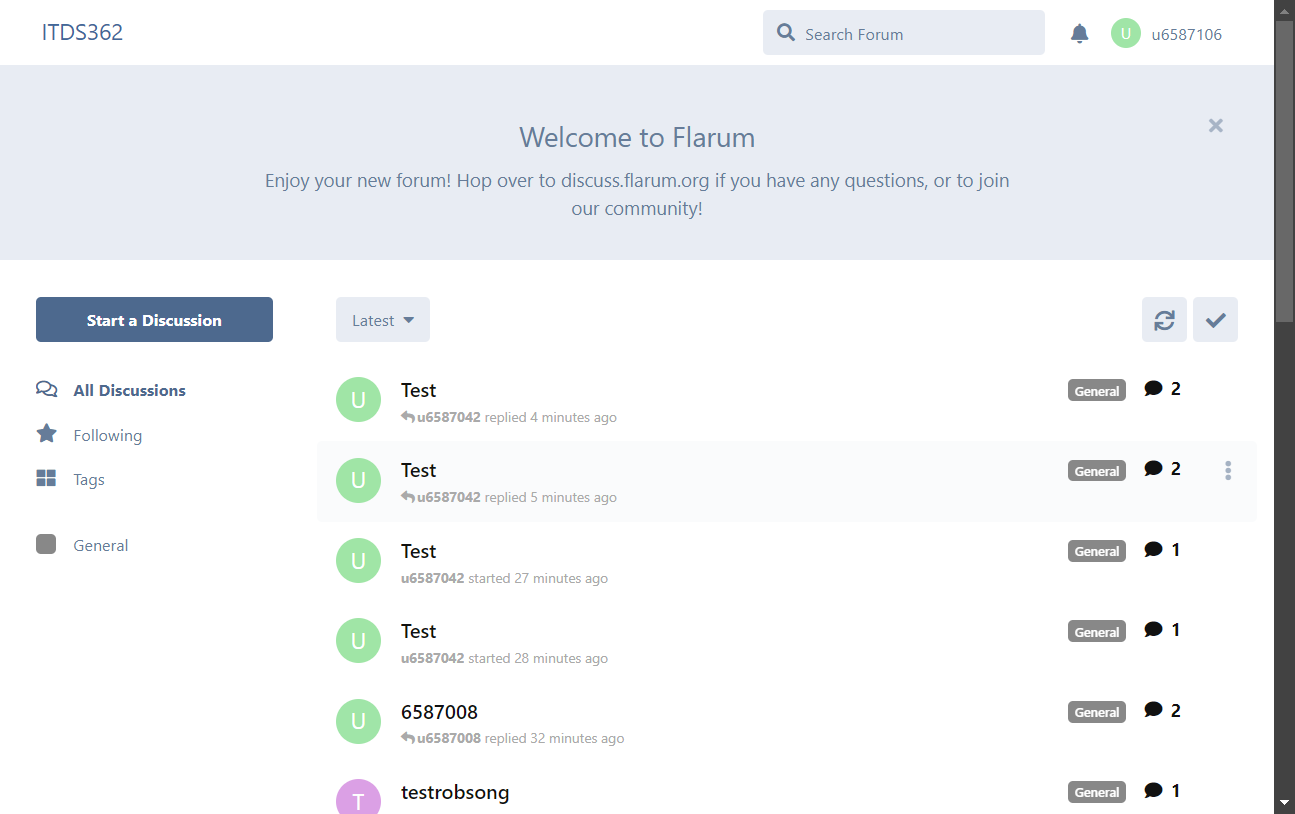 ITDS362
Search Forum
U
u6587106
Welcome to Flarum
Enjoy your new forum! Hop over to discuss.flarum.org if you have any questions, or to join
our community!
Start a Discussion
Latest
All Discussions
Following
Tags
General
U
Test
General
2
u6587042 replied 4 minutes ago
U
Test
General
2
u6587042 replied 5 minutes ago
U
Test
General
1
u6587042 started 27 minutes ago
U
Test
General
1
u6587042 started 28 minutes ago
U
6587008
General
2
u6587008 replied 32 minutes ago
T
testrobsong
General
1